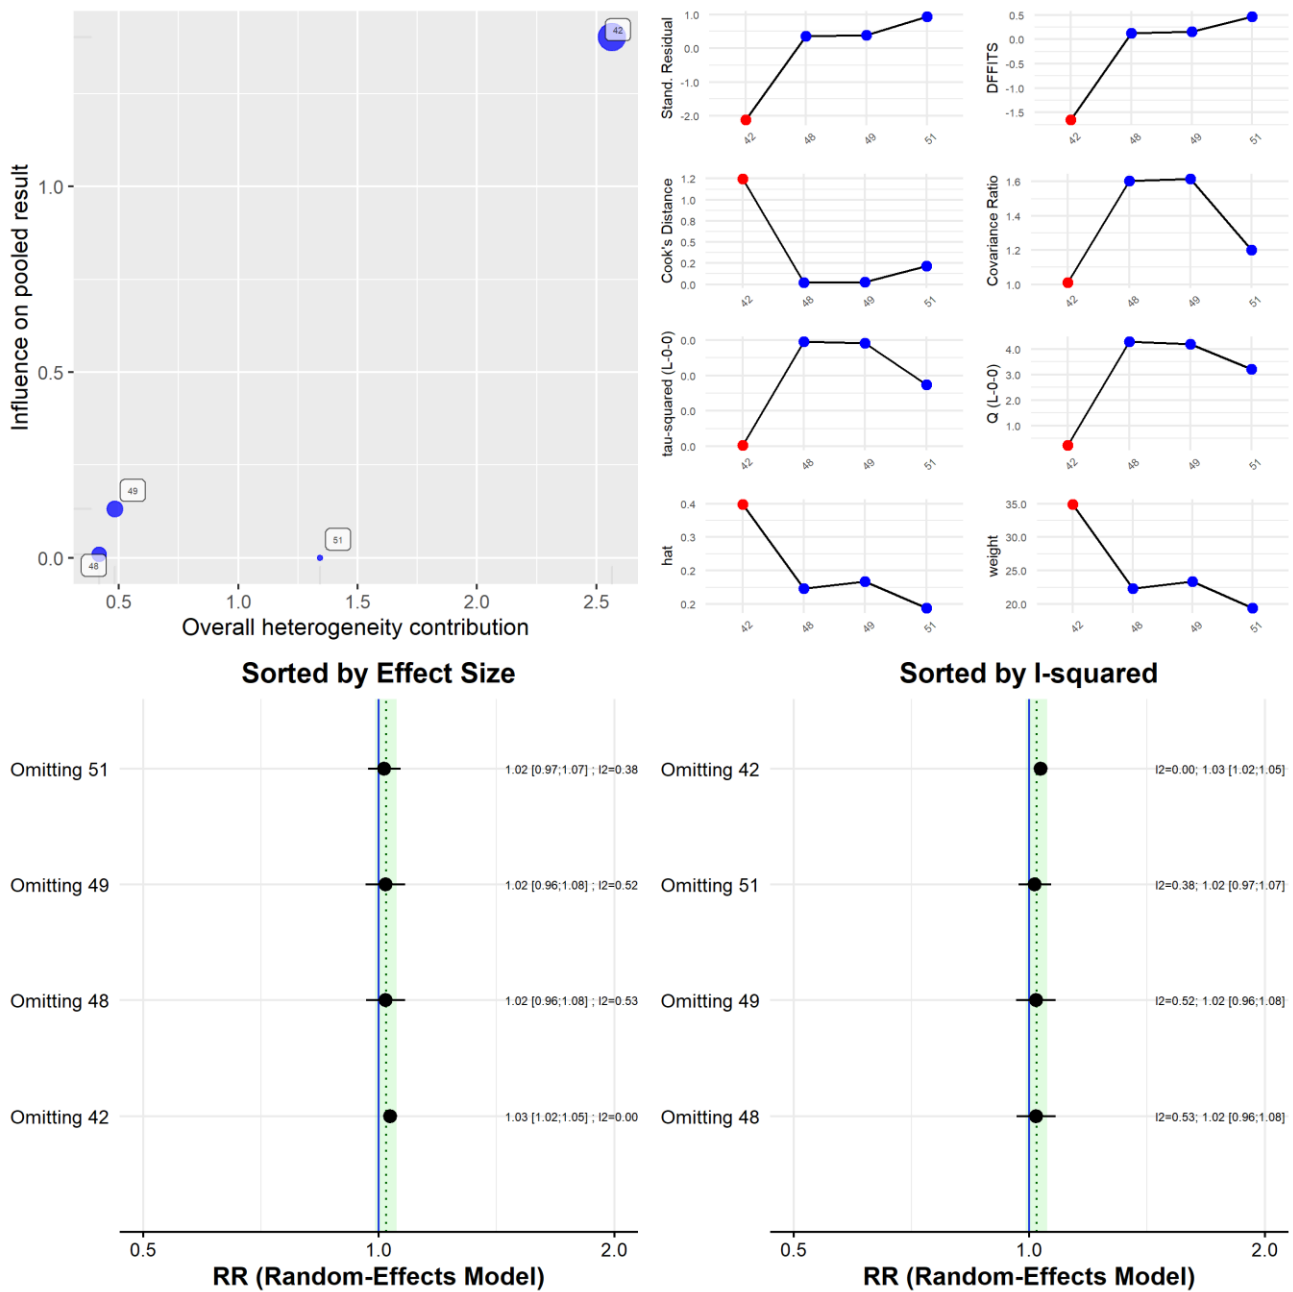 Influence on pooled result
1.0
0.5
0.0
42
49
48
51
0.5
1.0
1.5
2.0
2.5
Overall heterogeneity contribution
Stand. Residual
1.0
0.0
-1.0
-2.0
42
48
49
51
DFFITS
0.5
0.0
-0.5
-1.0
-1.5
42
48
49
51
Cook's Distance
1.2
1.0
0.8
0.5
0.2
0.0
42
48
49
51
Covariance Ratio
1.6
1.4
1.2
1.0
42
48
49
51
tau-squared (L-0-0)
0.0
0.0
0.0
0.0
42
48
49
51
Q (L-0-0)
4.0
3.0
2.0
1.0
42
48
49
51
hat
0.4
0.3
0.2
0.2
42
48
49
51
weight
35.0
25.0
20.0
42
48
49
51
Sorted by Effect Size
Omitting 51
1.02 [0.97;1.07] ; I2=0.38
Omitting 49
1.02 [0.96;1.08] ; I2=0.52
Omitting 48
1.02 [0.96;1.08] ; I2=0.53
Omitting 42
1.03 [1.02;1.05] ; I2=0.00
0.5
1.0
2.0
RR (Random-Effects Model)
Sorted by I-squared
Omitting 42
I2=0.00; 1.03 [1.02;1.05]
Omitting 51
I2=0.38; 1.02 [0.97;1.07]
Omitting 49
I2=0.52; 1.02 [0.96;1.08]
Omitting 48
I2=0.53; 1.02 [0.96;1.08]
0.5
1.0
2.0
RR (Random-Effects Model)